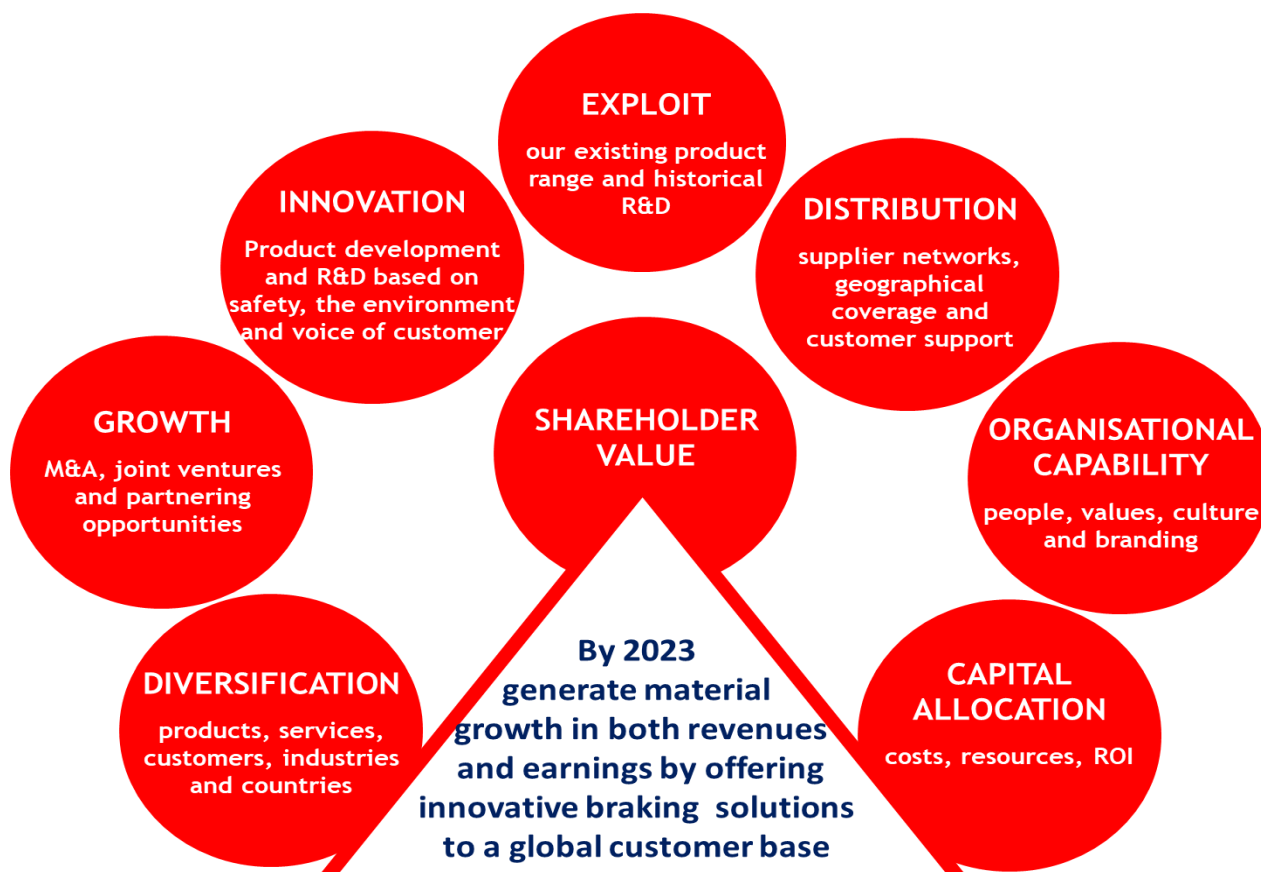 EXPLOIT
our existing product
range and historical
R&D
INNOVATION
Product development
and R&D based on
safety, the environment
and voice of customer
DISTRIBUTION
supplier networks,
geographical
coverage and
customer support
GROWTH
M&A, joint ventures
and partnering
opportunities
SHAREHOLDER
VALUE
ORGANISATIONAL
CAPABILITY
people, values, culture
and branding
DIVERSIFICATION
products, services,
customers, industries
and countries
By 2023
generate material
growth in both revenues
and earnings by offering
innovative braking solutions
to a global customer base
CAPITAL
ALLOCATION
costs, resources, ROI